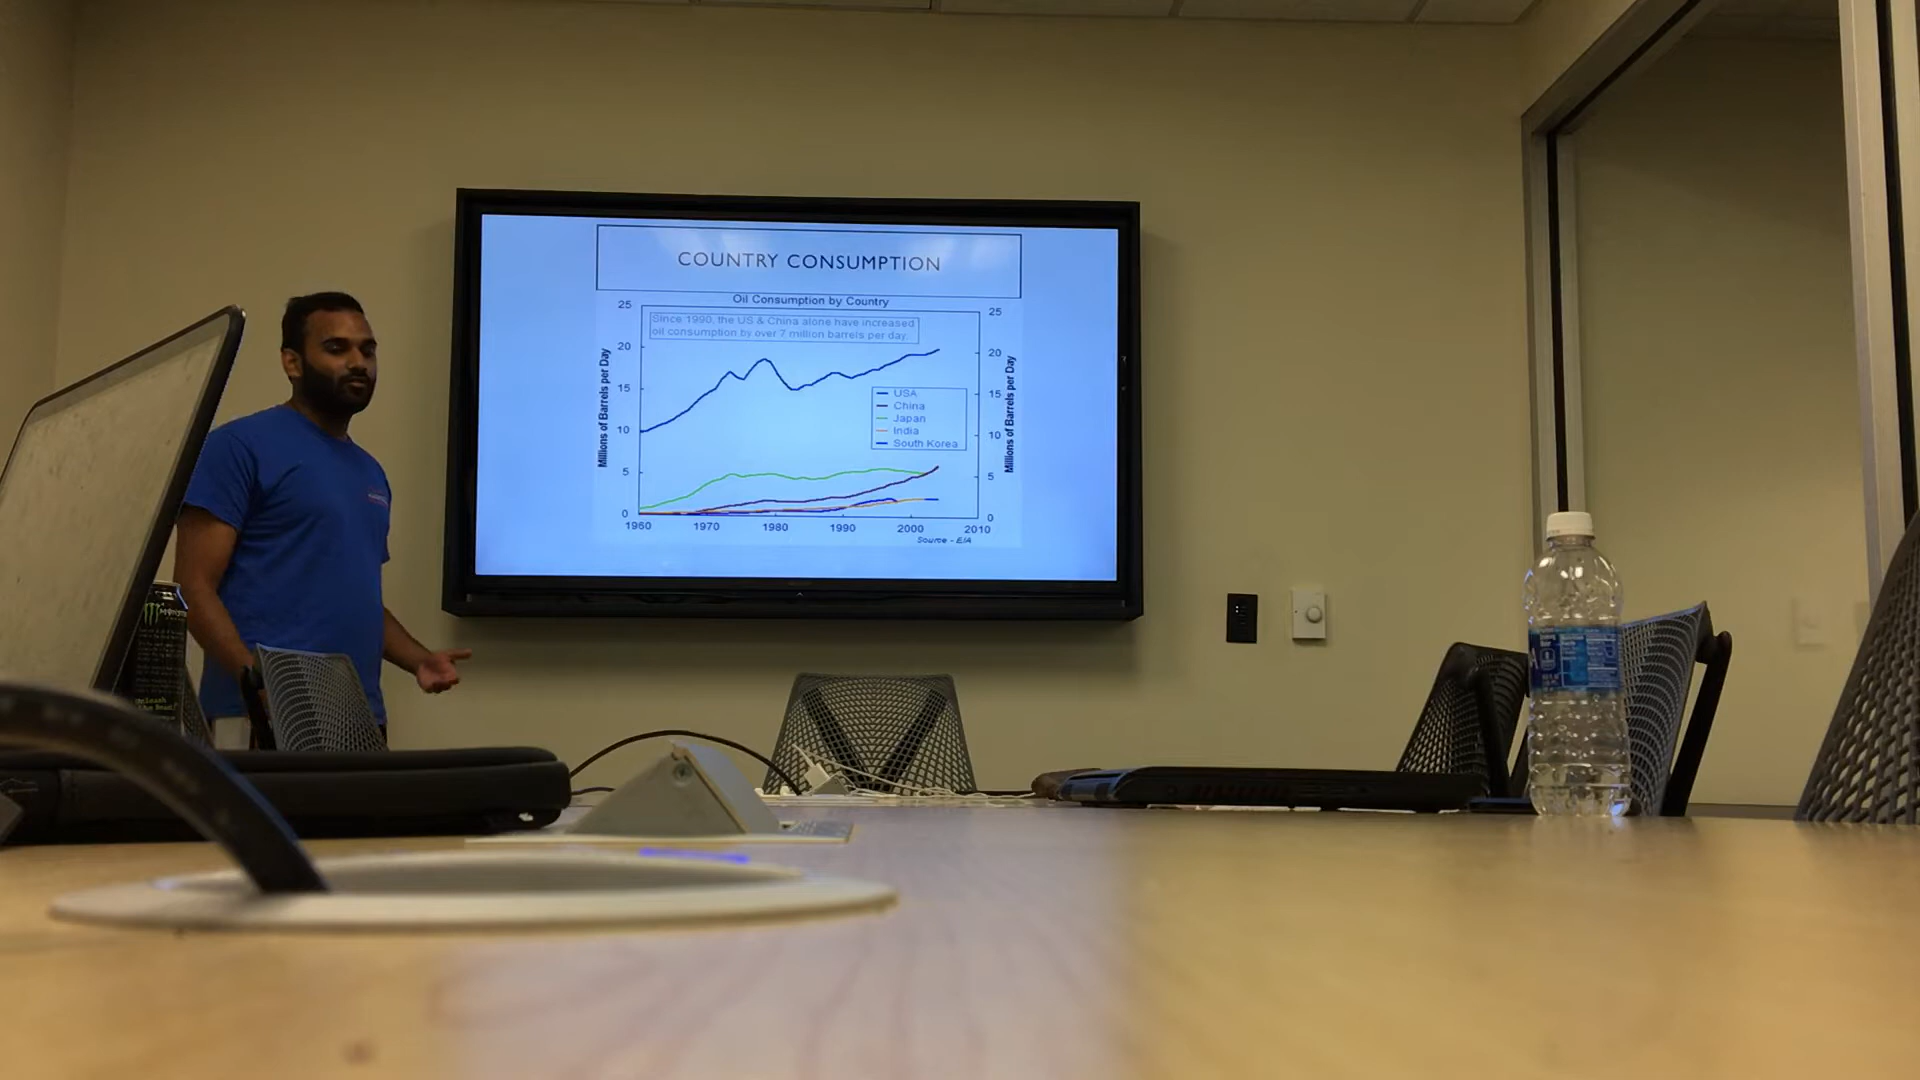 COUNTRY CONSUMPTION
Oil Consumption by Country
Since 1990, the US & China alone have increased
oil consumption by over 7 million barrels per day.
25
20
15
10
5
0
Millions of Barrels per Day
25
20
15
10
5
0
Millions of Barrels per Day
USA
China
Japan
India
South Korea
1960
1970
1980
1990
2000
2010
Source - EIA
MONSTER